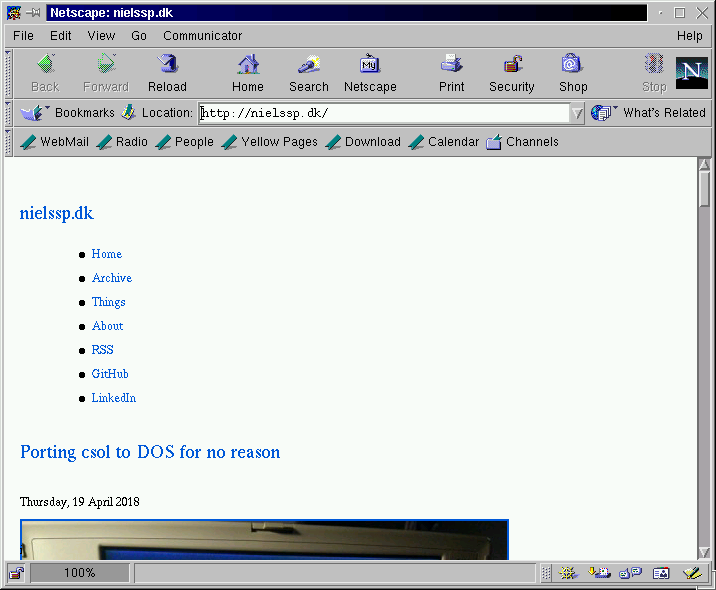 Netscape: nielssp.dk
File Edit View Go Communicator Help
Back Forward Reload Home Search Netscape Print Security Shop Stop N
My
Bookmarks Location: http://nielssp.dk/ What's Related
WebMail Radio People Yellow Pages Download Calendar Channels
nielssp.dk
Home
Archive
Things
About
RSS
GitHub
LinkedIn
Porting csol to DOS for no reason
Thursday, 19 April 2018
100%